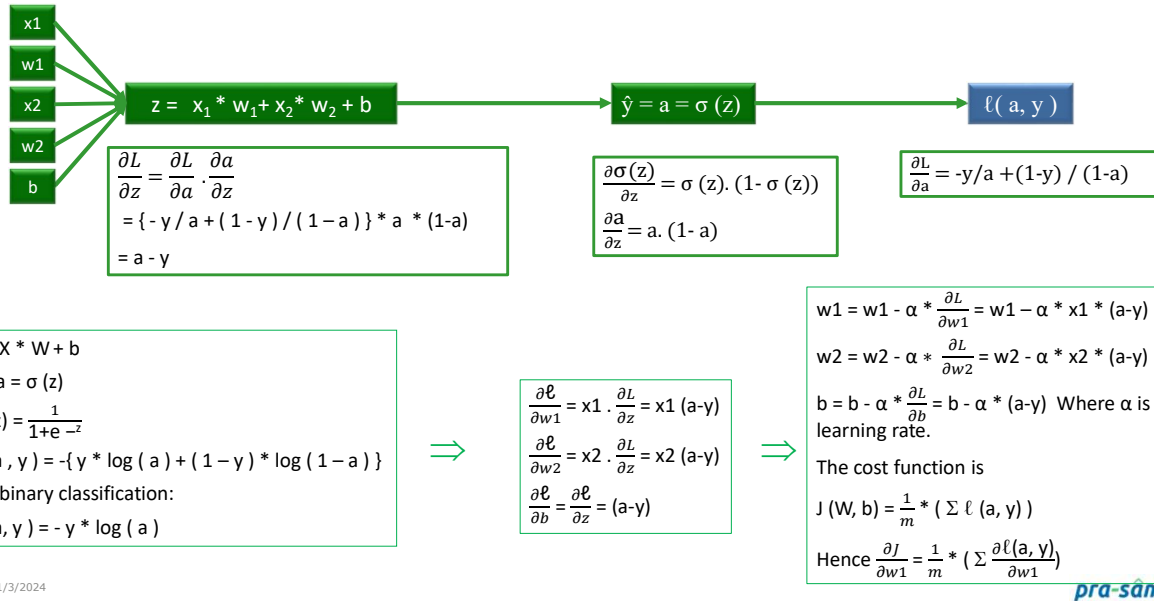 x1
w1
x2
w2
b
z = x₁ * w₁+ x₂* w₂ + b
ŷ = a = σ (z)
ℓ( a, y )
∂L/∂z = ∂L/∂a . ∂a/∂z
= { - y / a + ( 1 - y ) / ( 1 – a ) } * a * (1-a)
= a - y
∂σ(z)/∂z = σ (z). (1- σ (z))
∂a/∂z = a. (1- a)
∂L/∂a = -y/a +(1-y) / (1-a)
X * W + b
a = σ (z)
) = 1/(1+e –ᶻ)
, y ) = -{ y * log ( a ) + ( 1 – y ) * log ( 1 – a ) }
binary classification:
, y ) = - y * log ( a )
⇒
∂ℓ/∂w1 = x1 . ∂L/∂z = x1 (a-y)
∂ℓ/∂w2 = x2 . ∂L/∂z = x2 (a-y)
∂ℓ/∂b = ∂ℓ/∂z = (a-y)
⇒
w1 = w1 - α * ∂L/∂w1 = w1 – α * x1 * (a-y)
w2 = w2 - α * ∂L/∂w2 = w2 - α * x2 * (a-y)
b = b - α * ∂L/∂b = b - α * (a-y) Where α is
learning rate.
The cost function is
J (W, b) = 1/m * ( Σ ℓ (a, y) )
Hence ∂J/∂w1 = 1/m * ( Σ ∂ℓ(a, y)/∂w1)
/3/2024
pra-sân